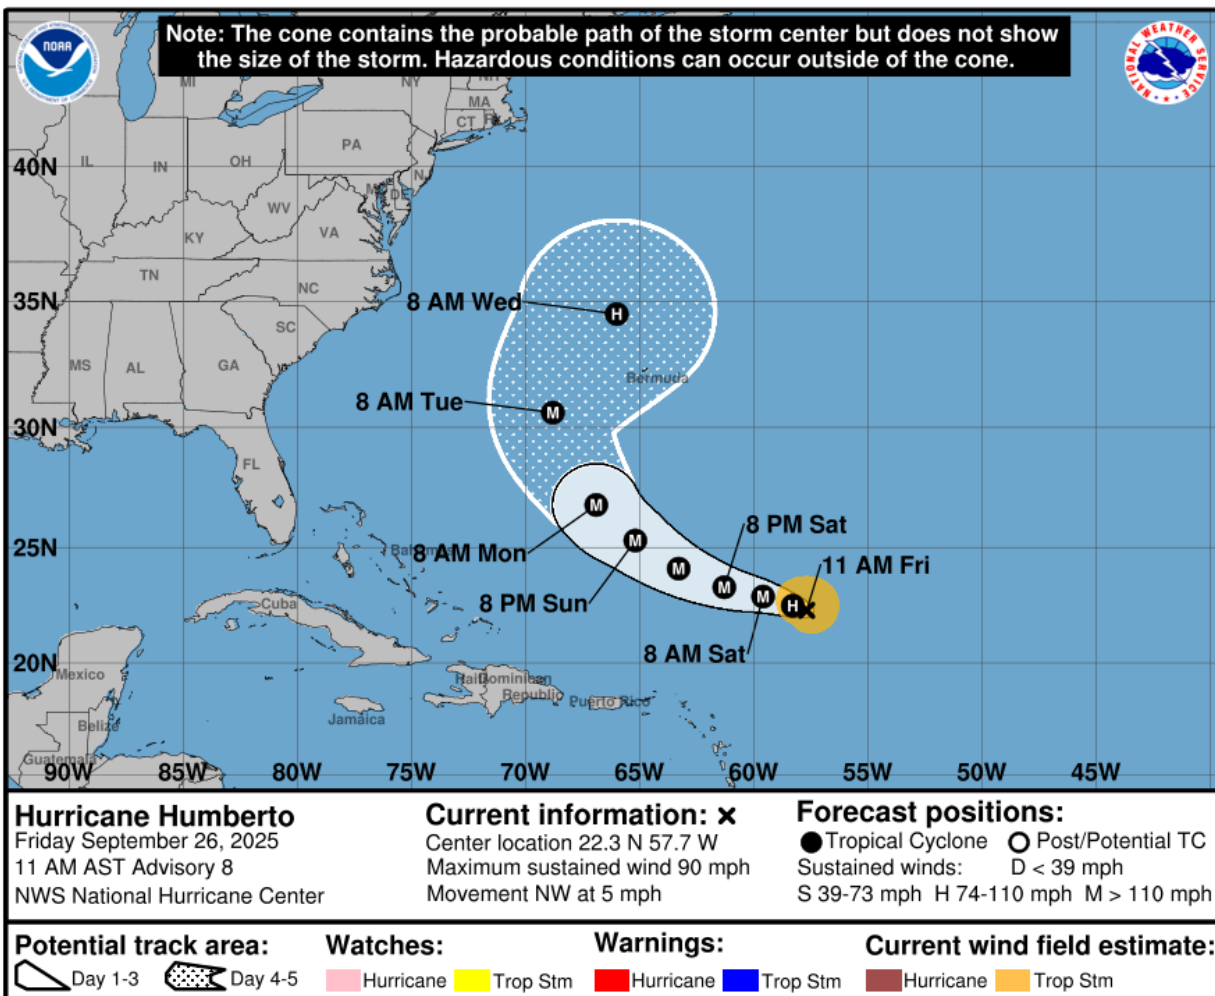 Note: The cone contains the probable path of the storm center but does not show
the size of the storm. Hazardous conditions can occur outside of the cone.
NOAA
NATIONAL WEATHER SERVICE
MI
NY
NH
MA
CT
RI
PA
40N
IL
IN
OH
NJ
DE
WV
KY
VA
TN
NC
8 AM Wed
H
35N
SC
MS
AL
GA
Bermuda
8 AM Tue
M
30N
FL
M
8 PM Sat
M
25N
Bahamas
8 AM Mon
M
11 AM Fri
M
M
H
8 PM Sun
Cuba
8 AM Sat
20N
Mexico
Haiti
Dominican
Republic
Puerto Rico
Jamaica
Belize
Guatemala
90W 85W 80W 75W 70W 65W 60W 55W 50W 45W
Hurricane Humberto
Friday September 26, 2025
11 AM AST Advisory 8
NWS National Hurricane Center
Current information: ×
Center location 22.3 N 57.7 W
Maximum sustained wind 90 mph
Movement NW at 5 mph
Forecast positions:
Tropical Cyclone Post/Potential TC
Sustained winds: D < 39 mph
S 39-73 mph H 74-110 mph M > 110 mph
Potential track area:
Day 1-3 Day 4-5
Watches:
Hurricane Trop Stm
Warnings:
Hurricane Trop Stm
Current wind field estimate:
Hurricane Trop Stm